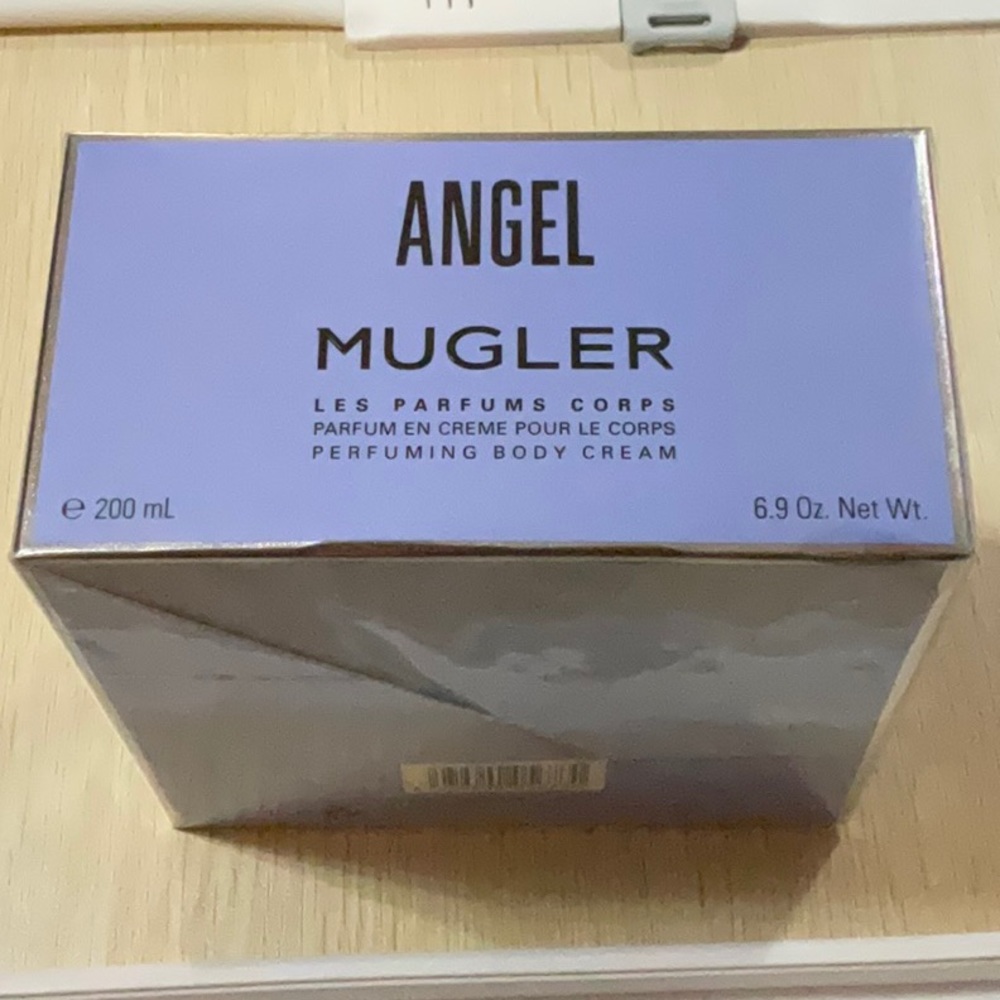 ANGEL
MUGLER
LES PARFUMS CORPS
PARFUM EN CREME POUR LE CORPS
PERFUMING BODY CREAM
℮ 200 mL
6.9 Oz. Net Wt.